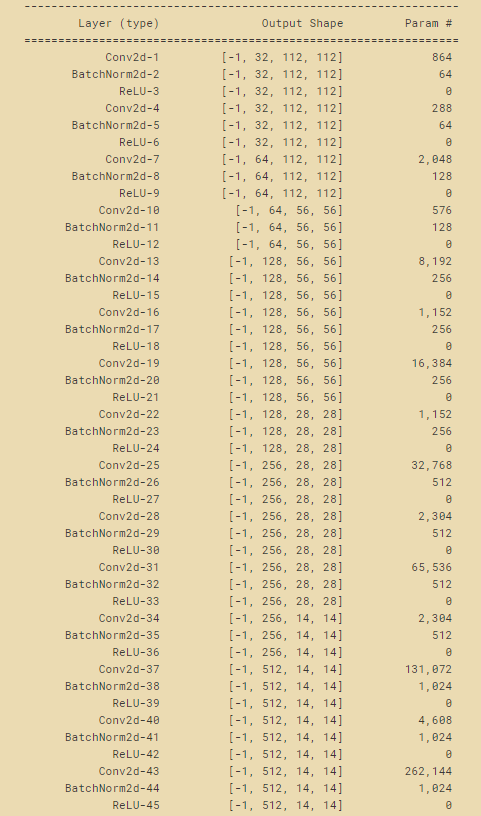 ----------------------------------------------------------------
Layer (type) Output Shape Param #
================================================================
Conv2d-1 [-1, 32, 112, 112] 864
BatchNorm2d-2 [-1, 32, 112, 112] 64
ReLU-3 [-1, 32, 112, 112] 0
Conv2d-4 [-1, 32, 112, 112] 288
BatchNorm2d-5 [-1, 32, 112, 112] 64
ReLU-6 [-1, 32, 112, 112] 0
Conv2d-7 [-1, 64, 112, 112] 2,048
BatchNorm2d-8 [-1, 64, 112, 112] 128
ReLU-9 [-1, 64, 112, 112] 0
Conv2d-10 [-1, 64, 56, 56] 576
BatchNorm2d-11 [-1, 64, 56, 56] 128
ReLU-12 [-1, 64, 56, 56] 0
Conv2d-13 [-1, 128, 56, 56] 8,192
BatchNorm2d-14 [-1, 128, 56, 56] 256
ReLU-15 [-1, 128, 56, 56] 0
Conv2d-16 [-1, 128, 56, 56] 1,152
BatchNorm2d-17 [-1, 128, 56, 56] 256
ReLU-18 [-1, 128, 56, 56] 0
Conv2d-19 [-1, 128, 56, 56] 16,384
BatchNorm2d-20 [-1, 128, 56, 56] 256
ReLU-21 [-1, 128, 56, 56] 0
Conv2d-22 [-1, 128, 28, 28] 1,152
BatchNorm2d-23 [-1, 128, 28, 28] 256
ReLU-24 [-1, 128, 28, 28] 0
Conv2d-25 [-1, 256, 28, 28] 32,768
BatchNorm2d-26 [-1, 256, 28, 28] 512
ReLU-27 [-1, 256, 28, 28] 0
Conv2d-28 [-1, 256, 28, 28] 2,304
BatchNorm2d-29 [-1, 256, 28, 28] 512
ReLU-30 [-1, 256, 28, 28] 0
Conv2d-31 [-1, 256, 28, 28] 65,536
BatchNorm2d-32 [-1, 256, 28, 28] 512
ReLU-33 [-1, 256, 28, 28] 0
Conv2d-34 [-1, 256, 14, 14] 2,304
BatchNorm2d-35 [-1, 256, 14, 14] 512
ReLU-36 [-1, 256, 14, 14] 0
Conv2d-37 [-1, 512, 14, 14] 131,072
BatchNorm2d-38 [-1, 512, 14, 14] 1,024
ReLU-39 [-1, 512, 14, 14] 0
Conv2d-40 [-1, 512, 14, 14] 4,608
BatchNorm2d-41 [-1, 512, 14, 14] 1,024
ReLU-42 [-1, 512, 14, 14] 0
Conv2d-43 [-1, 512, 14, 14] 262,144
BatchNorm2d-44 [-1, 512, 14, 14] 1,024
ReLU-45 [-1, 512, 14, 14] 0